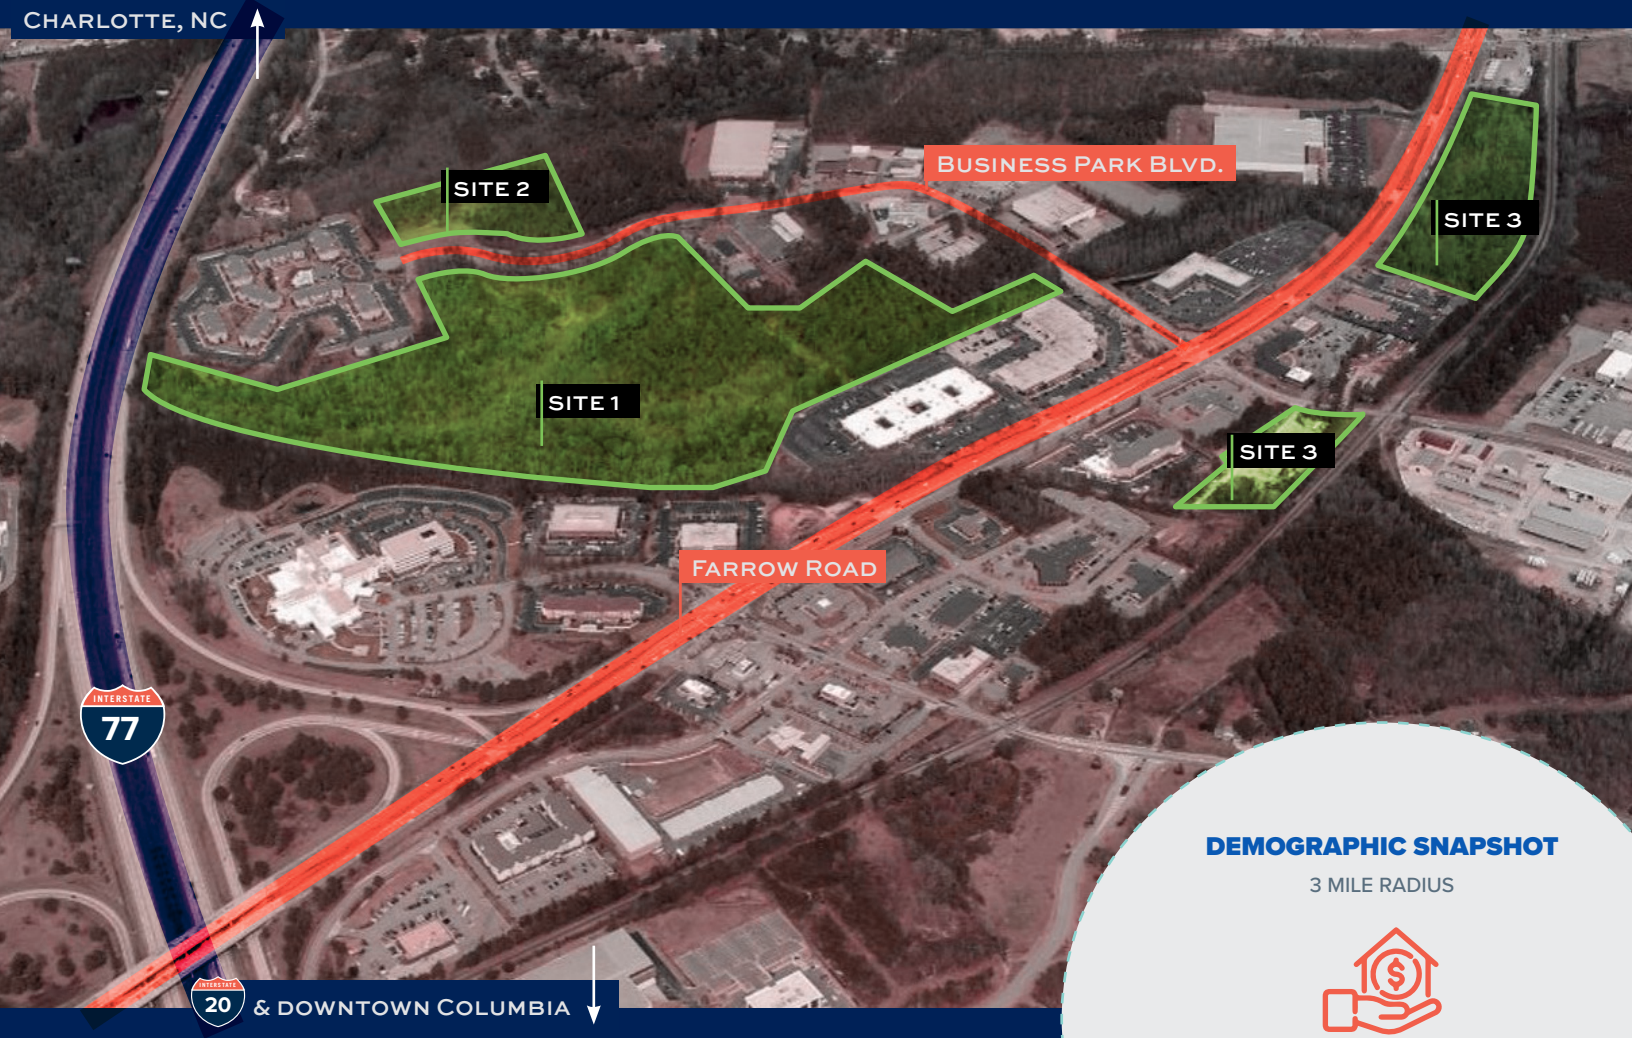 CHARLOTTE, NC
BUSINESS PARK BLVD.
SITE 2
SITE 3
SITE 1
SITE 3
FARROW ROAD
INTERSTATE
77
DEMOGRAPHIC SNAPSHOT
3 MILE RADIUS
$
INTERSTATE
20
& DOWNTOWN COLUMBIA